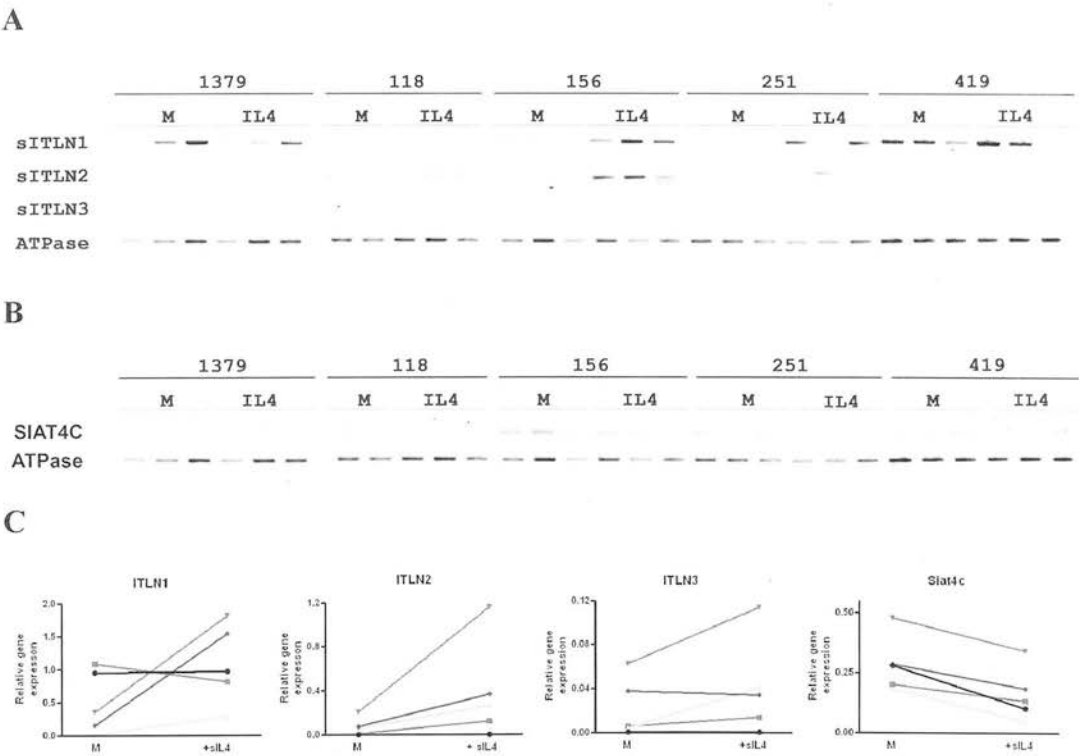 A
1379 118 156 251 419
M IL4 M IL4 M IL4 M IL4 M IL4
sITLN1
sITLN2
sITLN3
ATPase
B
1379 118 156 251 419
M IL4 M IL4 M IL4 M IL4 M IL4
SIAT4C
ATPase
C
ITLN1
Relative gene expression
2.0
1.5
1.0
0.5
0.0
M +sIL4
ITLN2
Relative gene expression
1.2
0.8
0.4
0.0
M + sIL4
ITLN3
Relative gene expression
0.12
0.08
0.04
0.00
M +sIL4
Siat4c
Relative gene expression
0.50
0.25
0.00
M +sIL4